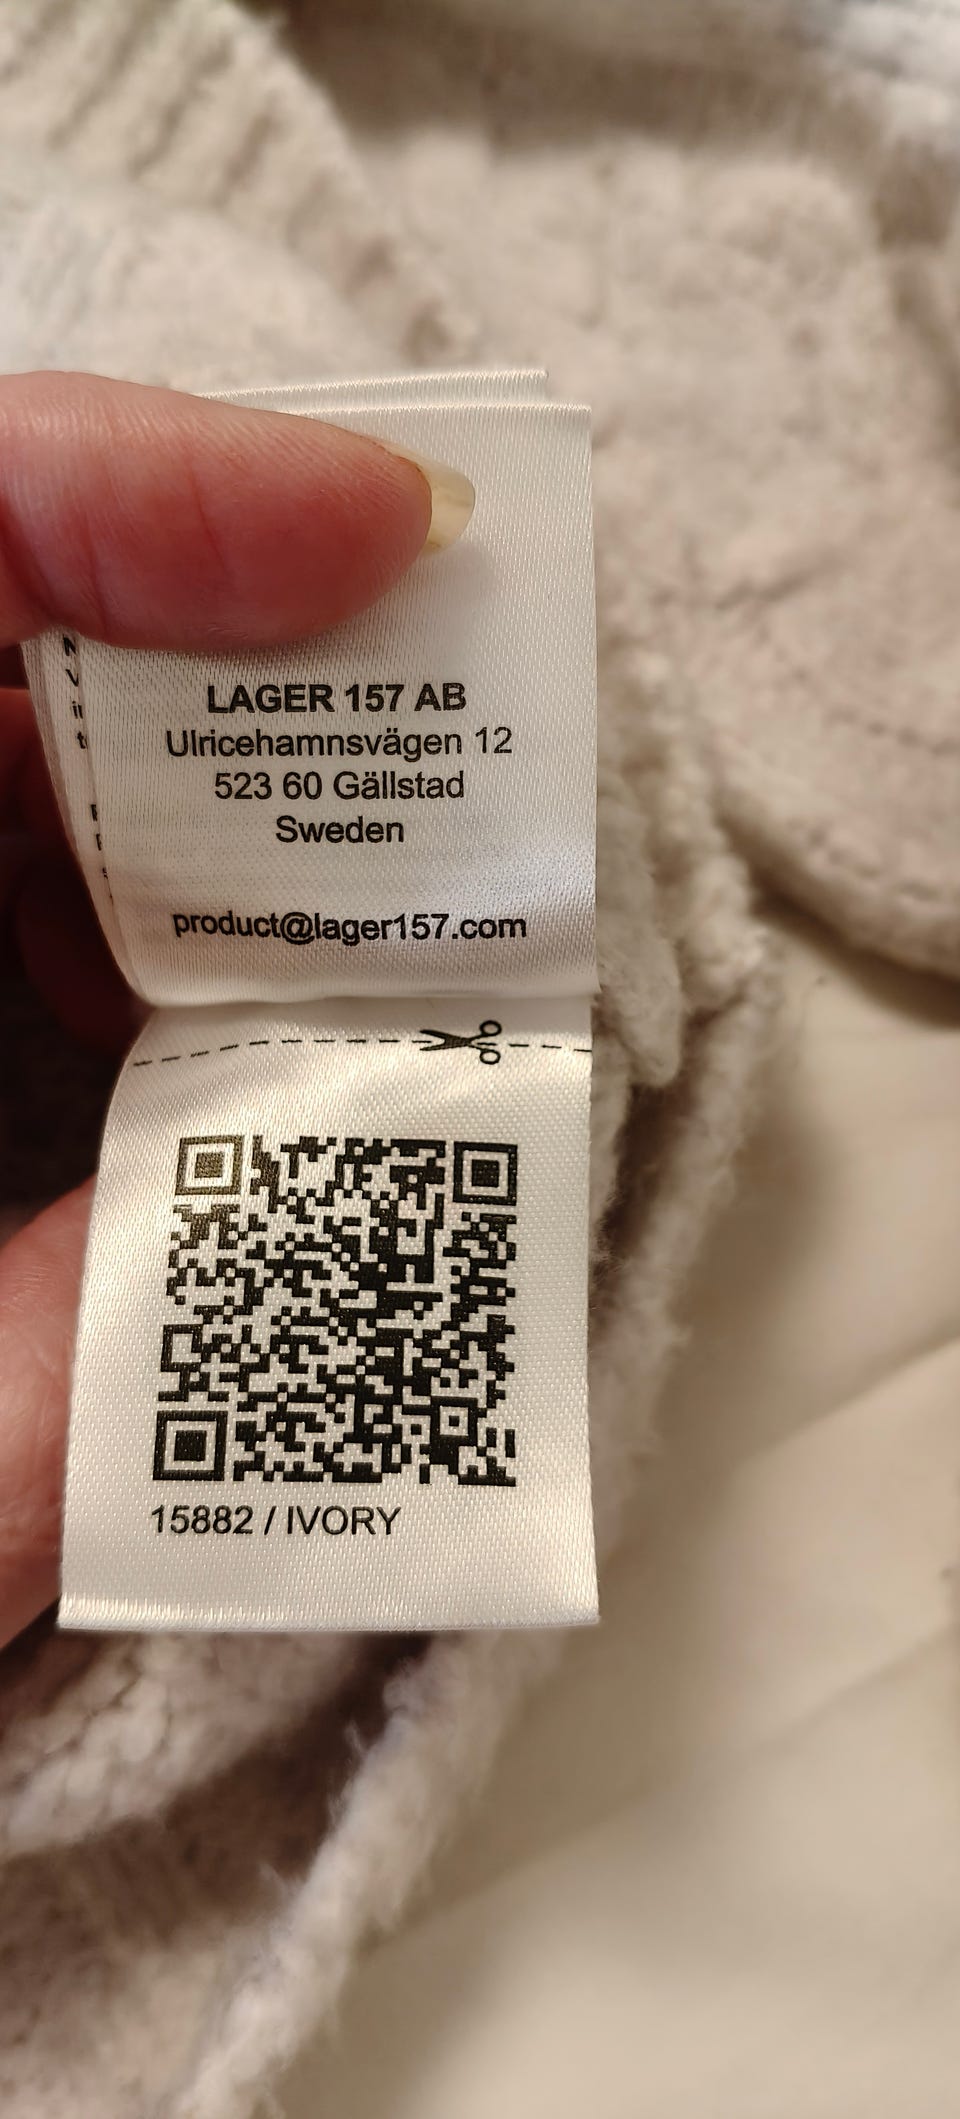 LAGER 157 AB
Ulricehamnsvägen 12
523 60 Gällstad
Sweden
product@lager157.com
15882 / IVORY